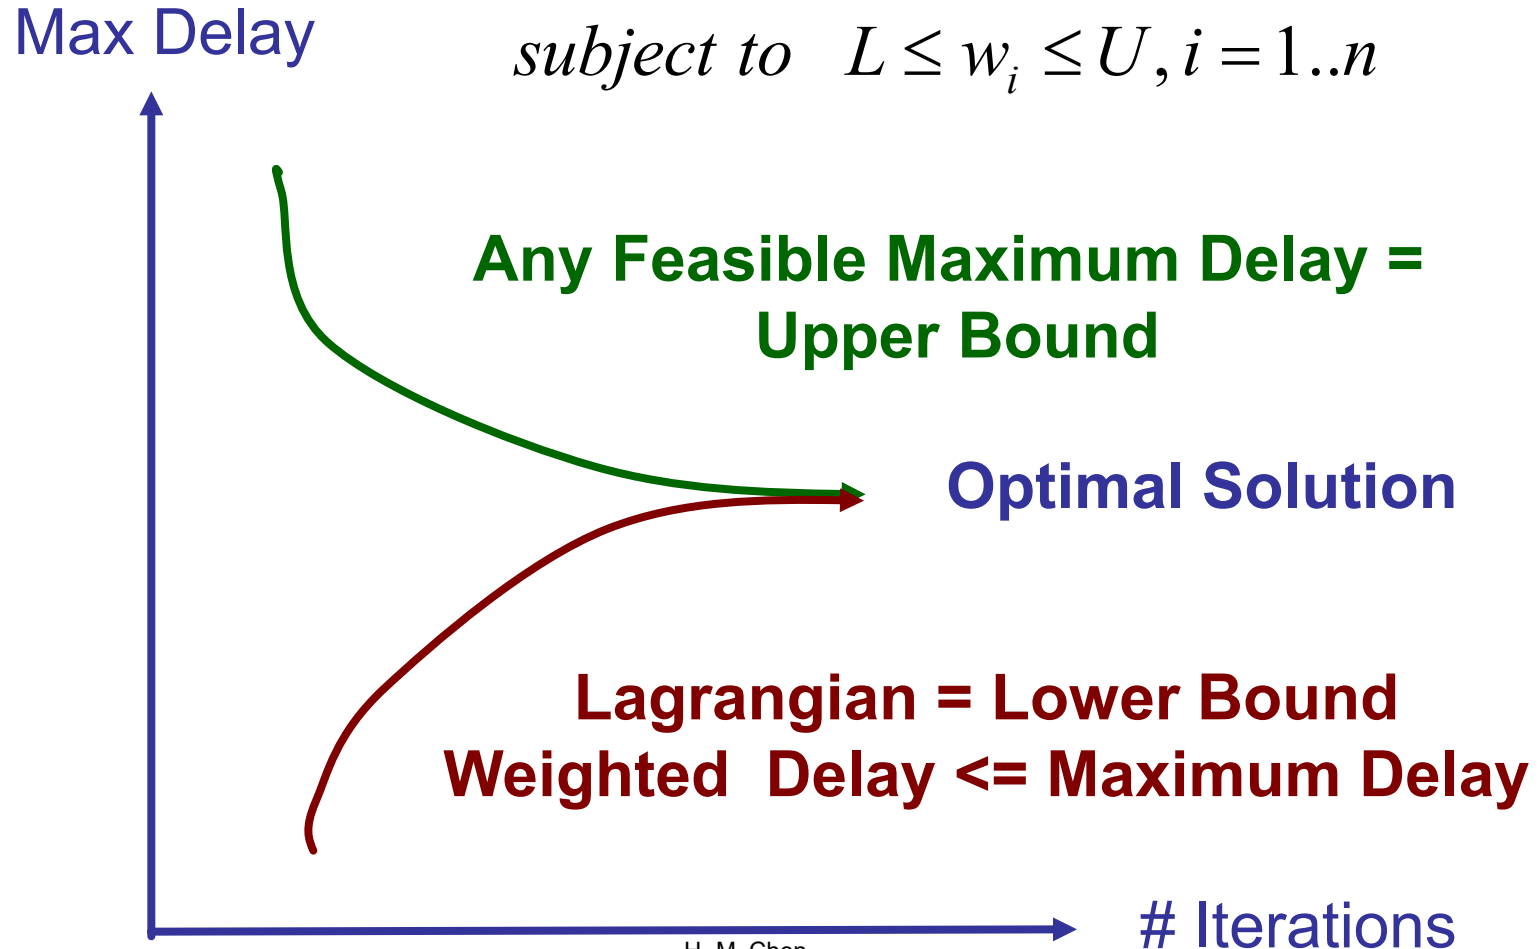 Max Delay
subject to L ≤ w_i ≤ U, i = 1..n
Any Feasible Maximum Delay =
Upper Bound
Optimal Solution
Lagrangian = Lower Bound
Weighted Delay <= Maximum Delay
# Iterations